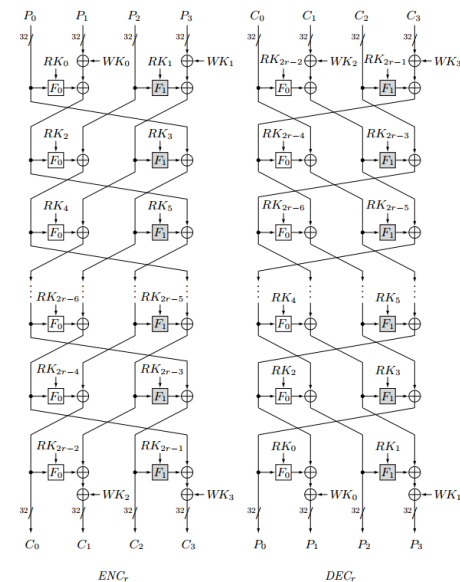 P₀ P₁ P₂ P₃ C₀ C₁ C₂ C₃
32 32 32 32 32 32 32 32
RK₀ WK₀ RK₁ WK₁ RK₂ᵣ₋₂ WK₂ RK₂ᵣ₋₁ WK₃
F₀ F₁ F₀ F₁
RK₂ RK₃ RK₂ᵣ₋₄ RK₂ᵣ₋₃
F₀ F₁ F₀ F₁
RK₄ RK₅ RK₂ᵣ₋₆ RK₂ᵣ₋₅
F₀ F₁ F₀ F₁
RK₂ᵣ₋₆ RK₂ᵣ₋₅ RK₄ RK₅
F₀ F₁ F₀ F₁
RK₂ᵣ₋₄ RK₂ᵣ₋₃ RK₂ RK₃
F₀ F₁ F₀ F₁
RK₂ᵣ₋₂ RK₂ᵣ₋₁ RK₀ RK₁
F₀ F₁ F₀ F₁
WK₂ WK₃ WK₀ WK₁
32 32 32 32 32 32 32 32
C₀ C₁ C₂ C₃ P₀ P₁ P₂ P₃
ENCᵣ DECᵣ